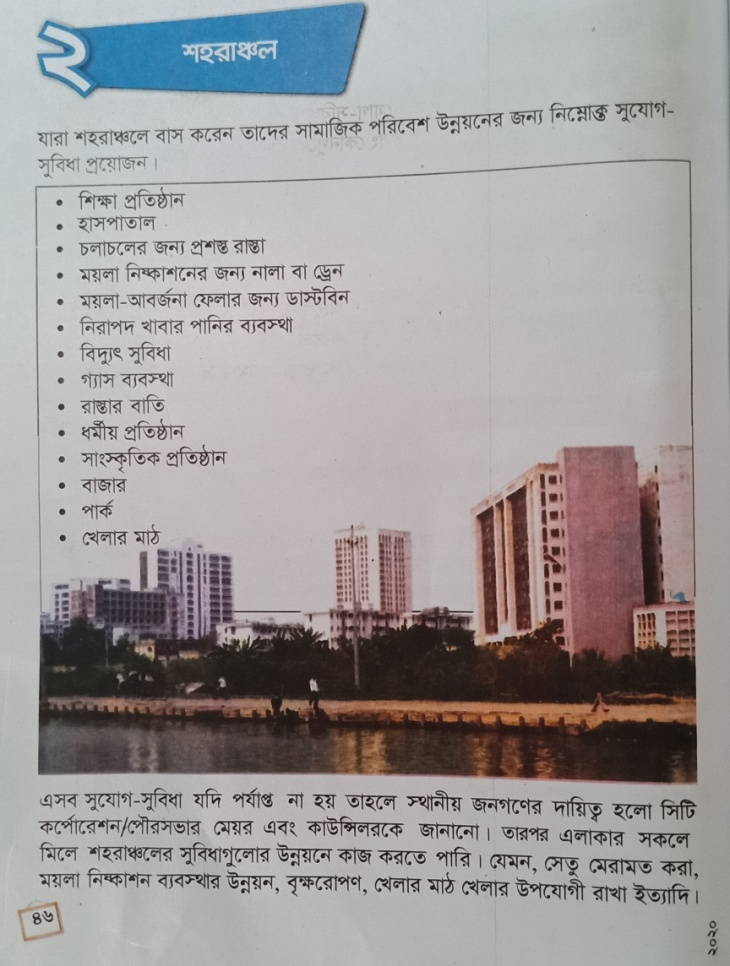 ২ শহরাঞ্চল
যারা শহরাঞ্চলে বাস করেন তাদের সামাজিক পরিবেশ উন্নয়নের জন্য নিম্নোক্ত সুযোগ-
সুবিধা প্রয়োজন।
• শিক্ষা প্রতিষ্ঠান
• হাসপাতাল
• চলাচলের জন্য প্রশস্ত রাস্তা
• ময়লা নিষ্কাশনের জন্য নালা বা ড্রেন
• ময়লা-আবর্জনা ফেলার জন্য ডাস্টবিন
• নিরাপদ খাবার পানির ব্যবস্থা
• বিদ্যুৎ সুবিধা
• গ্যাস ব্যবস্থা
• রাস্তার বাতি
• ধর্মীয় প্রতিষ্ঠান
• সাংস্কৃতিক প্রতিষ্ঠান
• বাজার
• পার্ক
• খেলার মাঠ
এসব সুযোগ-সুবিধা যদি পর্যাপ্ত না হয় তাহলে স্থানীয় জনগণের দায়িত্ব হলো সিটি
কর্পোরেশন/পৌরসভার মেয়র এবং কাউন্সিলরকে জানানো। তারপর এলাকার সকলে
মিলে শহরাঞ্চলের সুবিধাগুলোর উন্নয়নে কাজ করতে পারি। যেমন, সেতু মেরামত করা,
ময়লা নিষ্কাশন ব্যবস্থার উন্নয়ন, বৃক্ষরোপণ, খেলার মাঠ খেলার উপযোগী রাখা ইত্যাদি।
৪৬
২০২০